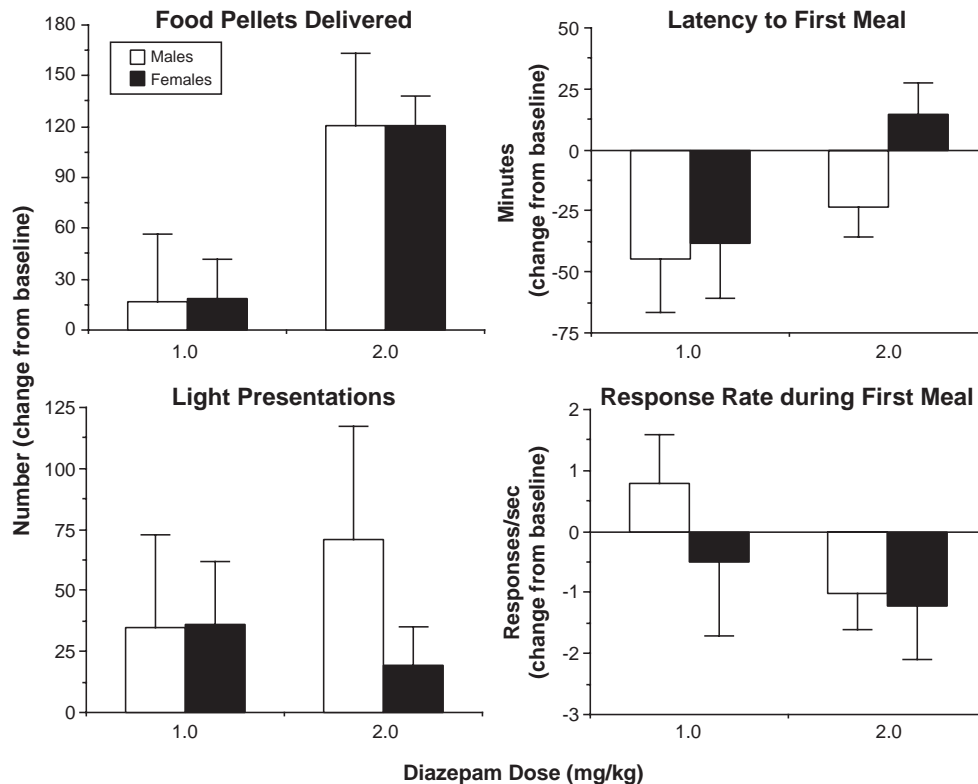 Food Pellets Delivered
180
150
120
90
60
30
0
Males
Females
1.0
2.0
Latency to First Meal
50
25
0
-25
-50
-75
Minutes
(change from baseline)
1.0
2.0
Number (change from baseline)
Light Presentations
125
100
75
50
25
0
1.0
2.0
Response Rate during First Meal
2
1
0
-1
-2
-3
Responses/sec
(change from baseline)
1.0
2.0
Diazepam Dose (mg/kg)